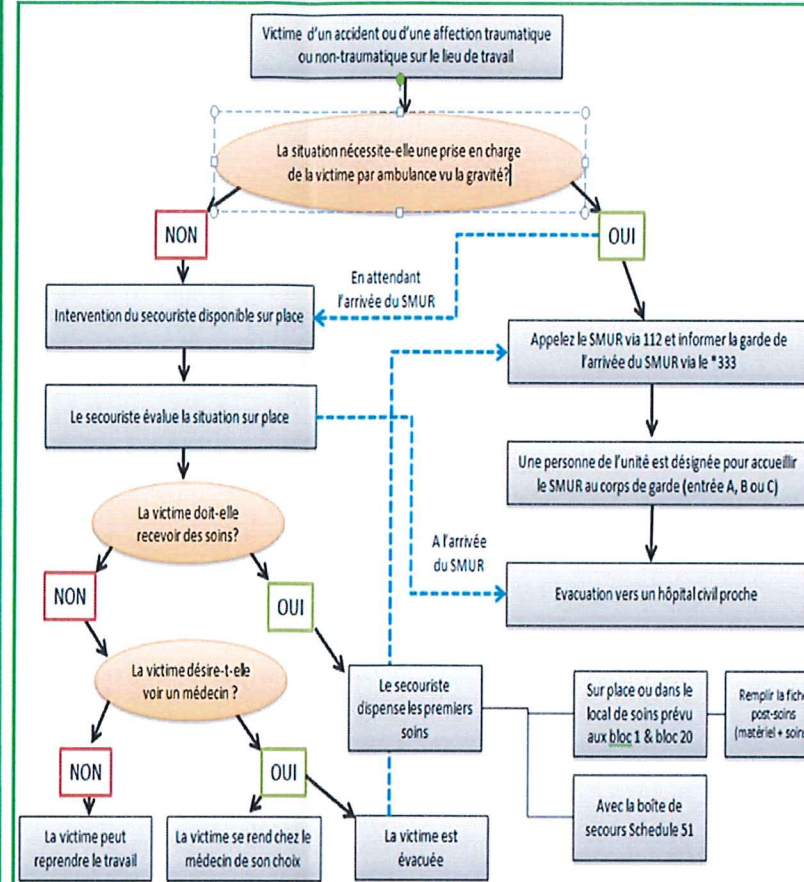 Victime d'un accident ou d'une affection traumatique
ou non-traumatique sur le lieu de travail
La situation nécessite-elle une prise en charge
de la victime par ambulance vu la gravité?
NON
OUI
En attendant
l'arrivée du SMUR
Intervention du secouriste disponible sur place
Appelez le SMUR via 112 et informer la garde de
l'arrivée du SMUR via le *333
Le secouriste évalue la situation sur place
Une personne de l'unité est désignée pour accueillir
le SMUR au corps de garde (entrée A, B ou C)
La victime doit-elle
recevoir des soins?
A l'arrivée
du SMUR
NON
OUI
Evacuation vers un hôpital civil proche
La victime désire-t-elle
voir un médecin ?
Le secouriste
dispense les premiers
soins
Sur place ou dans le
local de soins prévu
aux bloc 1 & bloc 20
Remplir la fiche
post-soins
(matériel + soins
NON
OUI
Avec la boîte de
secours Schedule 51
La victime peut
reprendre le travail
La victime se rend chez le
médecin de son choix
La victime est
évacuée